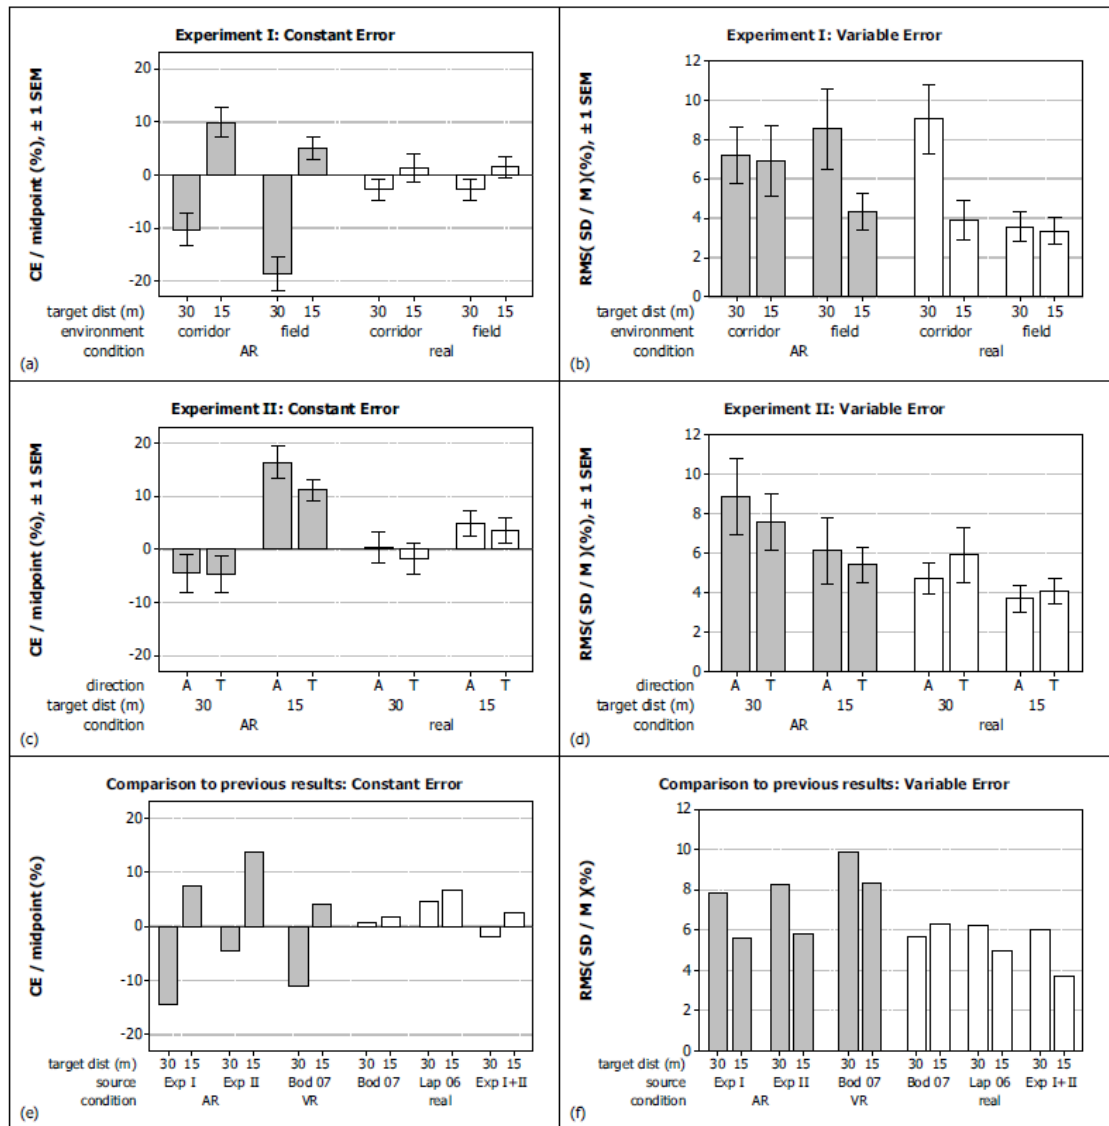 Experiment I: Constant Error
CE / midpoint (%), ± 1 SEM
20
10
0
-10
-20
target dist (m) 30 15 30 15 30 15 30 15
environment corridor field corridor field
condition AR real
(a)
Experiment I: Variable Error
RMS( SD / M )(%), ± 1 SEM
12
10
8
6
4
2
0
target dist (m) 30 15 30 15 30 15 30 15
environment corridor field corridor field
condition AR real
(b)
Experiment II: Constant Error
CE / midpoint (%), ± 1 SEM
20
10
0
-10
-20
direction A T A T A T A T
target dist (m) 30 15 30 15
condition AR real
(c)
Experiment II: Variable Error
RMS( SD / M )(%), ± 1 SEM
12
10
8
6
4
2
0
direction A T A T A T A T
target dist (m) 30 15 30 15
condition AR real
(d)
Comparison to previous results: Constant Error
CE / midpoint (%)
20
10
0
-10
-20
target dist (m) 30 15 30 15 30 15 30 15 30 15 30 15
source Exp I Exp II Bod 07 Bod 07 Lap 06 Exp I+II
condition AR VR real
(e)
Comparison to previous results: Variable Error
RMS( SD / M )(%)
12
10
8
6
4
2
0
target dist (m) 30 15 30 15 30 15 30 15 30 15 30 15
source Exp I Exp II Bod 07 Bod 07 Lap 06 Exp I+II
condition AR VR real
(f)